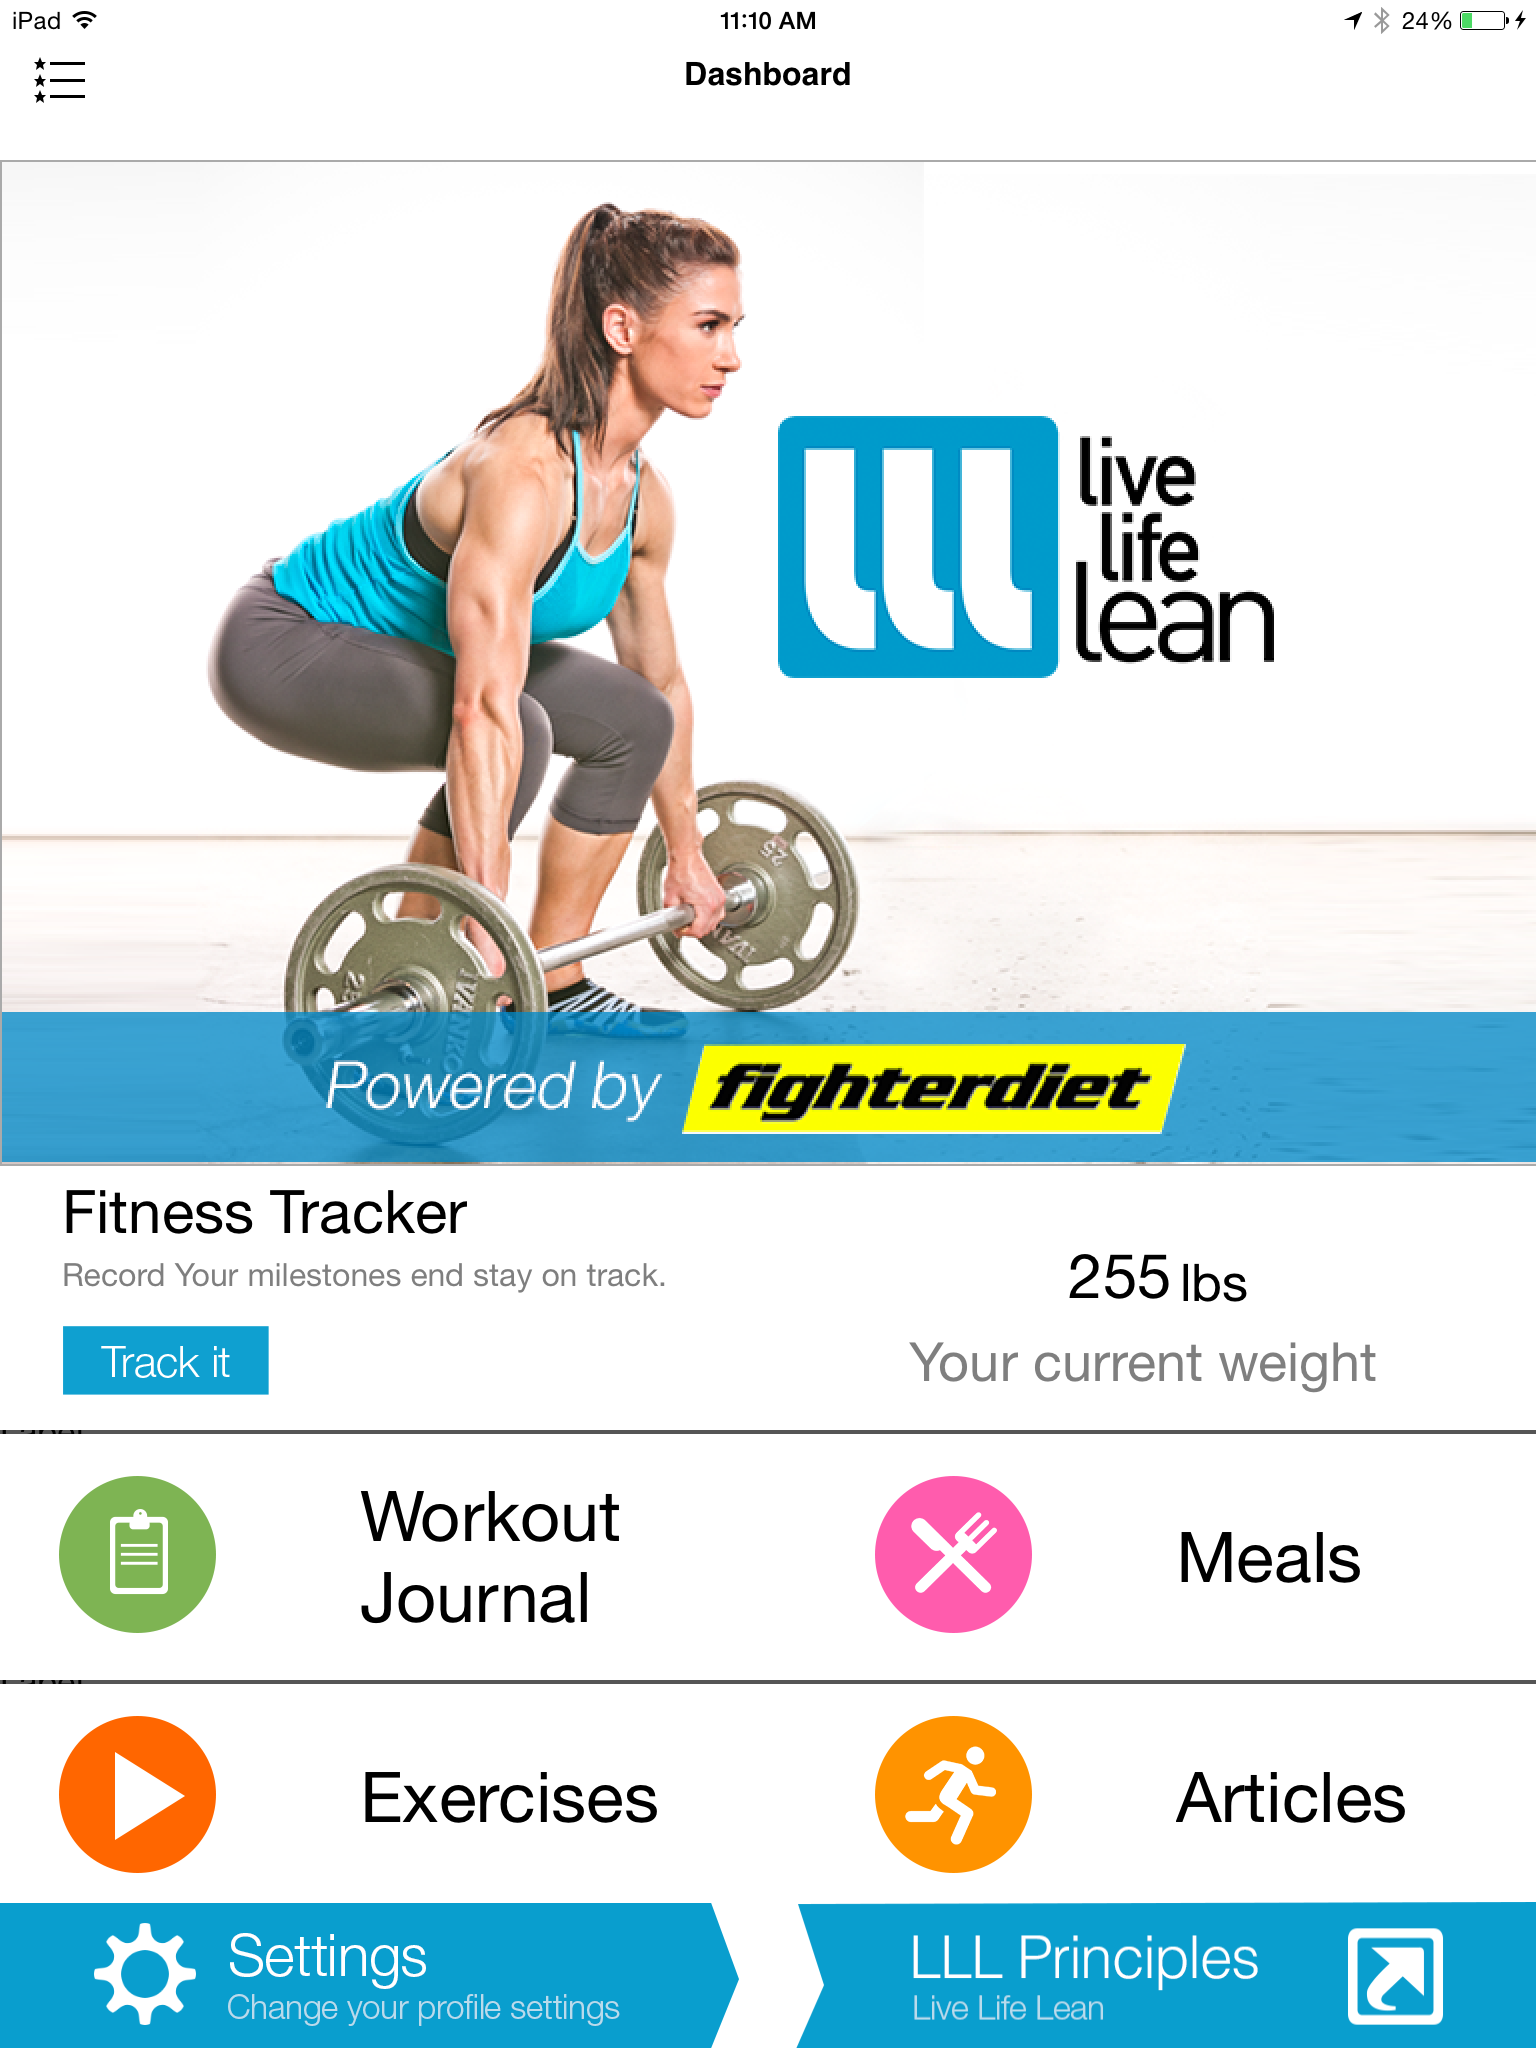 iPad 11:10 AM 24%
Dashboard
live
life
lean
25
IVANKO
Powered by fighterdiet
Fitness Tracker
Record Your milestones end stay on track.
255 lbs
Track it
Your current weight
Workout
Journal
Meals
Exercises
Articles
Settings
Change your profile settings
LLL Principles
Live Life Lean